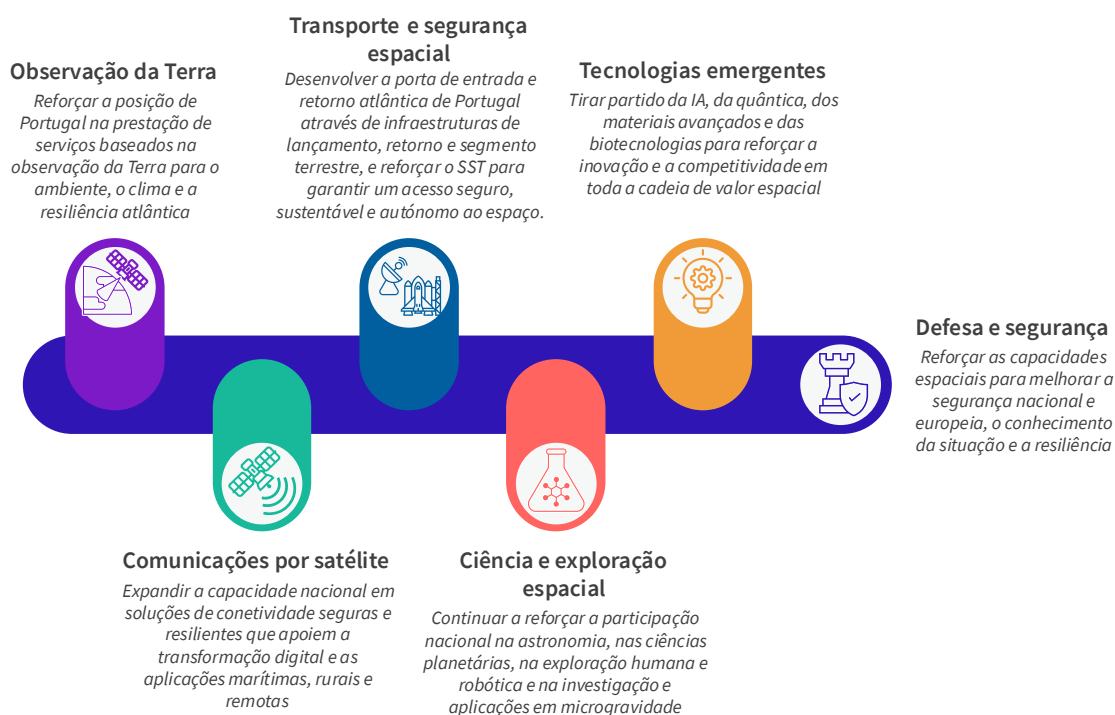 Observação da Terra
Reforçar a posição de
Portugal na prestação de
serviços baseados na
observação da Terra para o
ambiente, o clima e a
resiliência atlântica
Transporte e segurança
espacial
Desenvolver a porta de entrada e
retorno atlântica de Portugal
através de infraestruturas de
lançamento, retorno e segmento
terrestre, e reforçar o SST para
garantir um acesso seguro,
sustentável e autónomo ao espaço.
Tecnologias emergentes
Tirar partido da IA, da quântica, dos
materiais avançados e das
biotecnologias para reforçar a
inovação e a competitividade em
toda a cadeia de valor espacial
Defesa e segurança
Reforçar as capacidades
espaciais para melhorar a
segurança nacional e
europeia, o conhecimento
da situação e a resiliência
Comunicações por satélite
Expandir a capacidade nacional em
soluções de conetividade seguras e
resilientes que apoiem a
transformação digital e as
aplicações marítimas, rurais e
remotas
Ciência e exploração
espacial
Continuar a reforçar a participação
nacional na astronomia, nas ciências
planetárias, na exploração humana e
robótica e na investigação e
aplicações em microgravidade